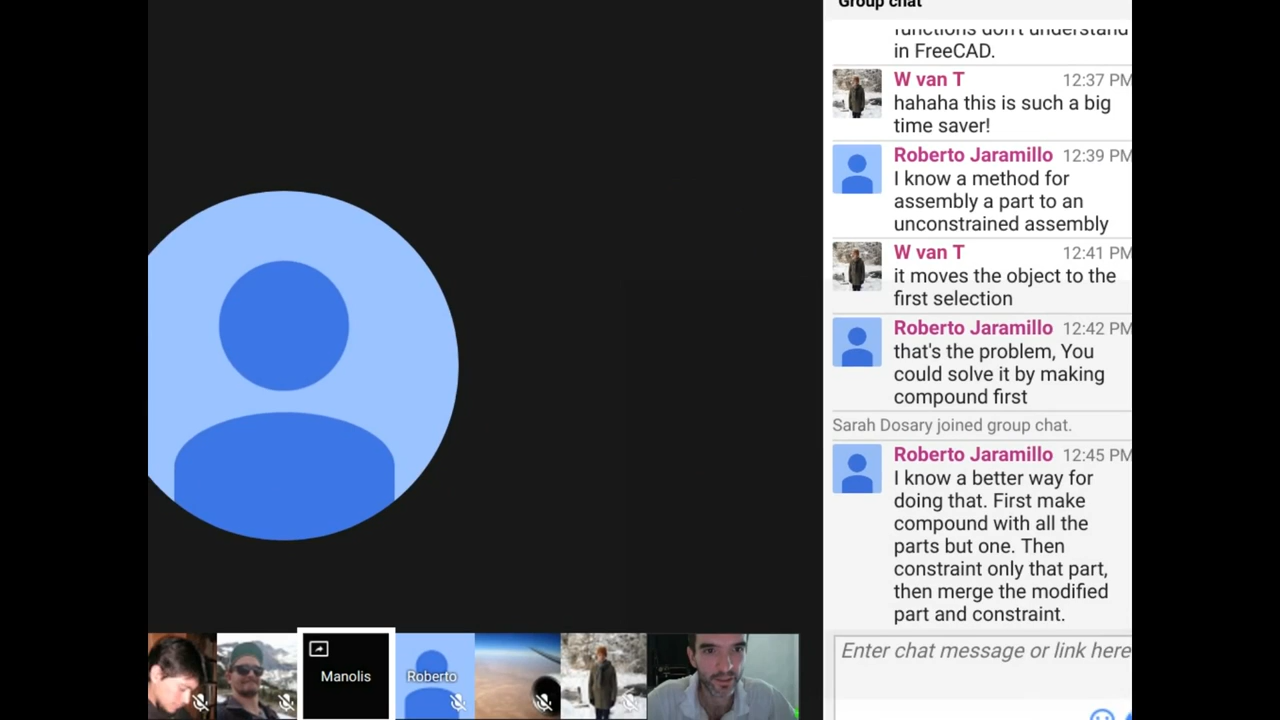 Group chat
functions don't understand
in FreeCAD.
W van T 12:37 PM
hahaha this is such a big
time saver!
Roberto Jaramillo 12:39 PM
I know a method for
assembly a part to an
unconstrained assembly
W van T 12:41 PM
it moves the object to the
first selection
Roberto Jaramillo 12:42 PM
that's the problem, You
could solve it by making
compound first
Sarah Dosary joined group chat.
Roberto Jaramillo 12:45 PM
I know a better way for
doing that. First make
compound with all the
parts but one. Then
constraint only that part,
then merge the modified
part and constraint.
Enter chat message or link here
Manolis
Roberto